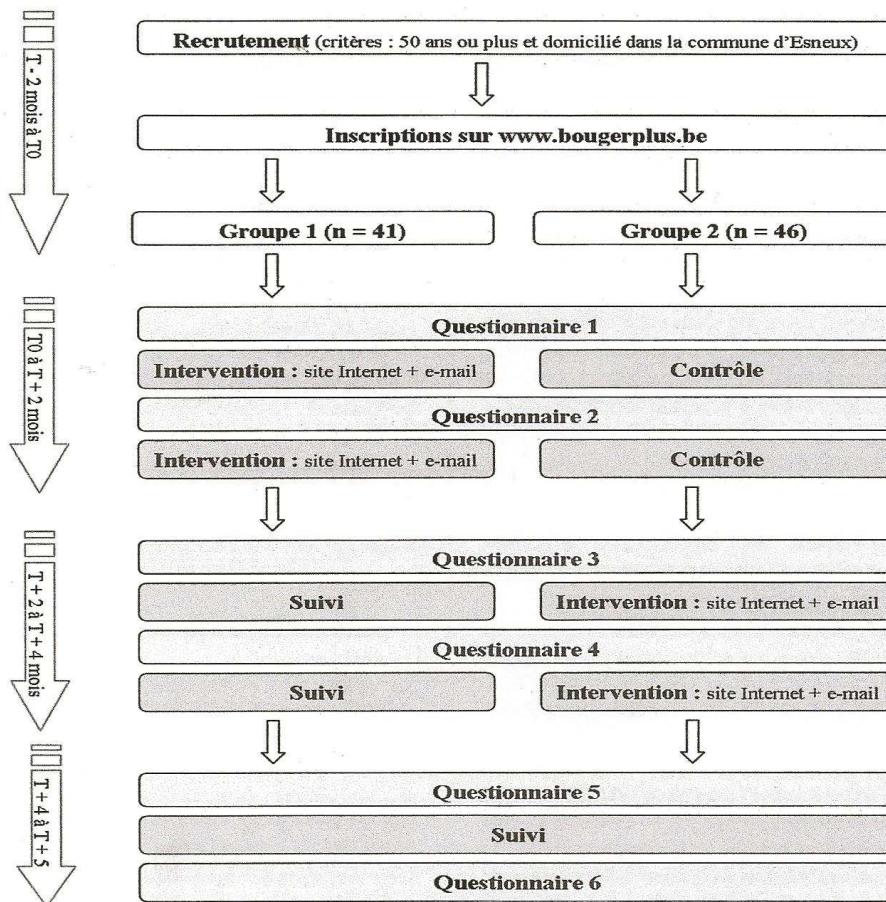 T - 2 mois à T0
Recrutement (critères : 50 ans ou plus et domicilié dans la commune d'Esneux)
Inscriptions sur www.bougerplus.be
Groupe 1 (n = 41)
Groupe 2 (n = 46)
T0 à T + 2 mois
Questionnaire 1
Intervention : site Internet + e-mail
Contrôle
Questionnaire 2
Intervention : site Internet + e-mail
Contrôle
T + 2 à T + 4 mois
Questionnaire 3
Suivi
Intervention : site Internet + e-mail
Questionnaire 4
Suivi
Intervention : site Internet + e-mail
T + 4 à T + 5
Questionnaire 5
Suivi
Questionnaire 6